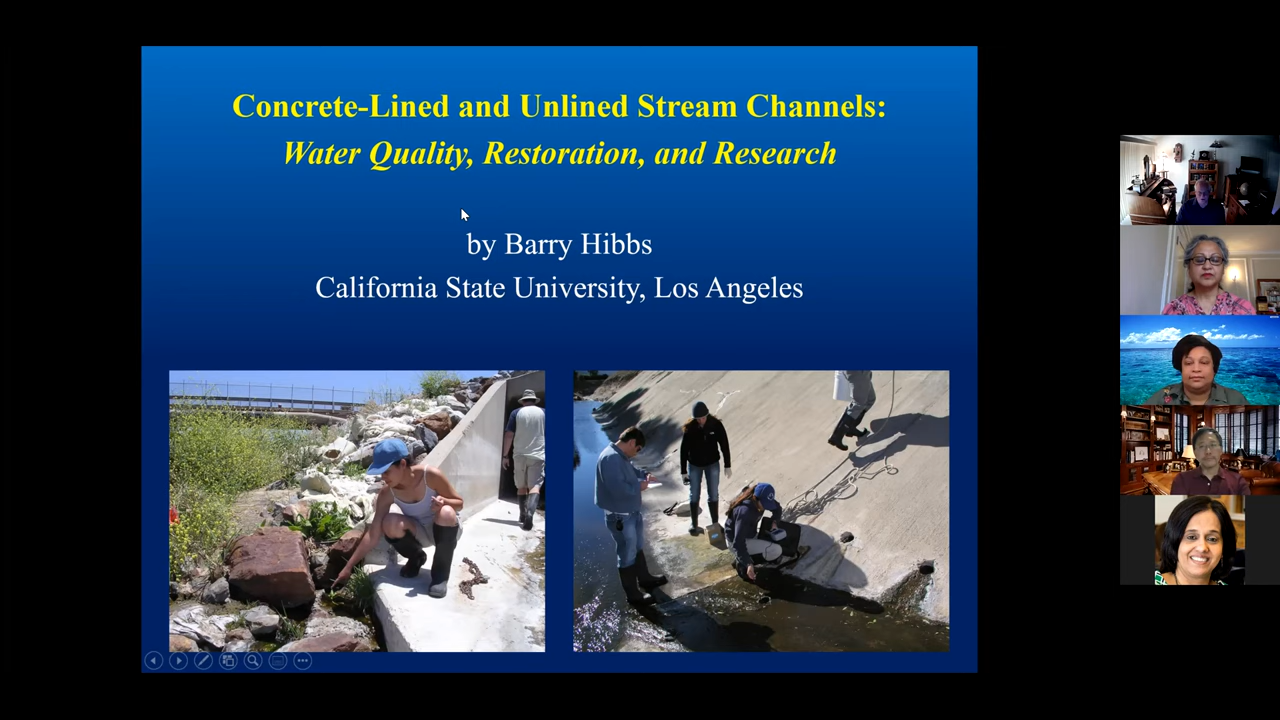 Concrete-Lined and Unlined Stream Channels:
Water Quality, Restoration, and Research
by Barry Hibbs
California State University, Los Angeles